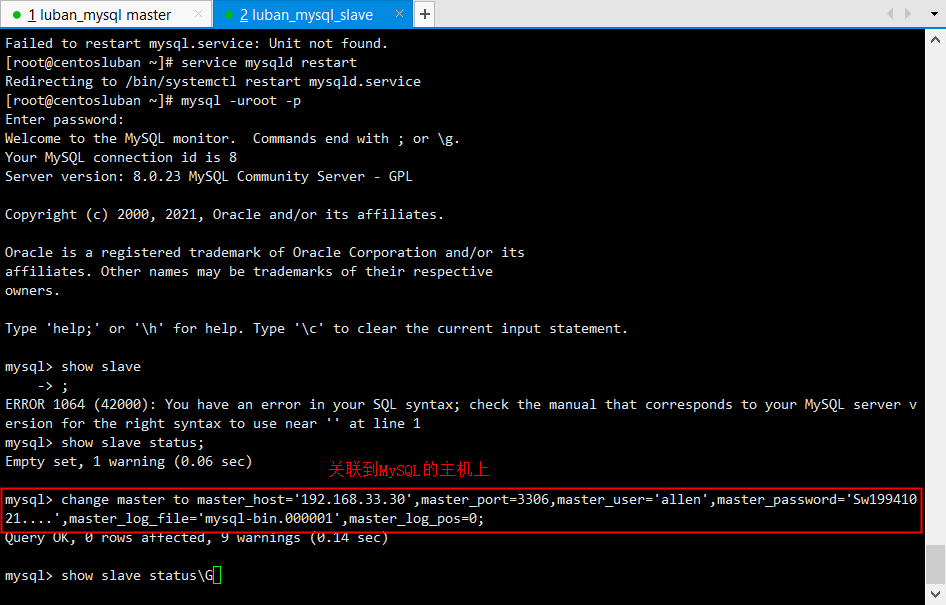 1 luban_mysql master × 2 luban_mysql_slave × +
Failed to restart mysql.service: Unit not found.
[root@centosluban ~]# service mysqld restart
Redirecting to /bin/systemctl restart mysqld.service
[root@centosluban ~]# mysql -uroot -p
Enter password:
Welcome to the MySQL monitor.  Commands end with ; or \g.
Your MySQL connection id is 8
Server version: 8.0.23 MySQL Community Server - GPL
Copyright (c) 2000, 2021, Oracle and/or its affiliates.
Oracle is a registered trademark of Oracle Corporation and/or its
affiliates. Other names may be trademarks of their respective
owners.
Type 'help;' or '\h' for help. Type '\c' to clear the current input statement.
mysql> show slave
    -> ;
ERROR 1064 (42000): You have an error in your SQL syntax; check the manual that corresponds to your MySQL server v
ersion for the right syntax to use near '' at line 1
mysql> show slave status;
Empty set, 1 warning (0.06 sec)
关联到MySQL的主机上
mysql> change master to master_host='192.168.33.30',master_port=3306,master_user='allen',master_password='Sw199410
21....',master_log_file='mysql-bin.000001',master_log_pos=0;
Query OK, 0 rows affected, 9 warnings (0.14 sec)
mysql> show slave status\G